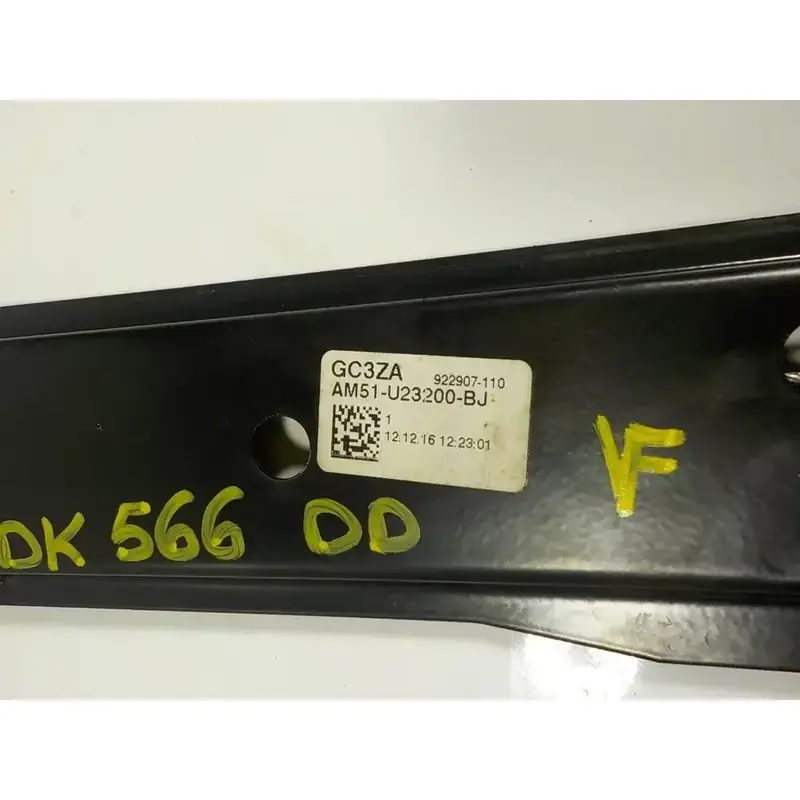 GC3ZA 922907-110
AM51-U23200-BJ
1
12.12.16 12:23:01
VF
DK 566 DD